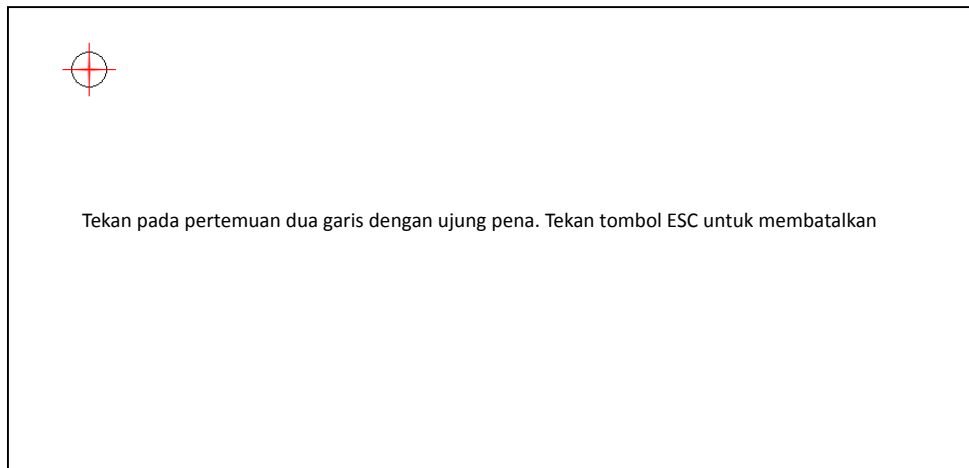 Tekan pada pertemuan dua garis dengan ujung pena. Tekan tombol ESC untuk membatalkan